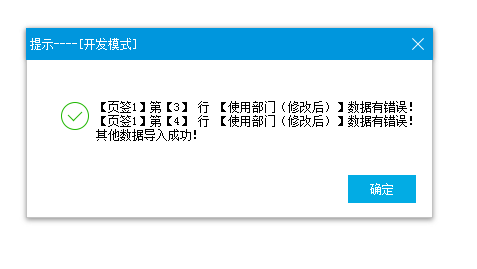 提示----[开发模式]
【页签1】第【3】 行 【使用部门（修改后）】数据有错误!
【页签1】第【4】 行 【使用部门（修改后）】数据有错误!
其他数据导入成功!
确定